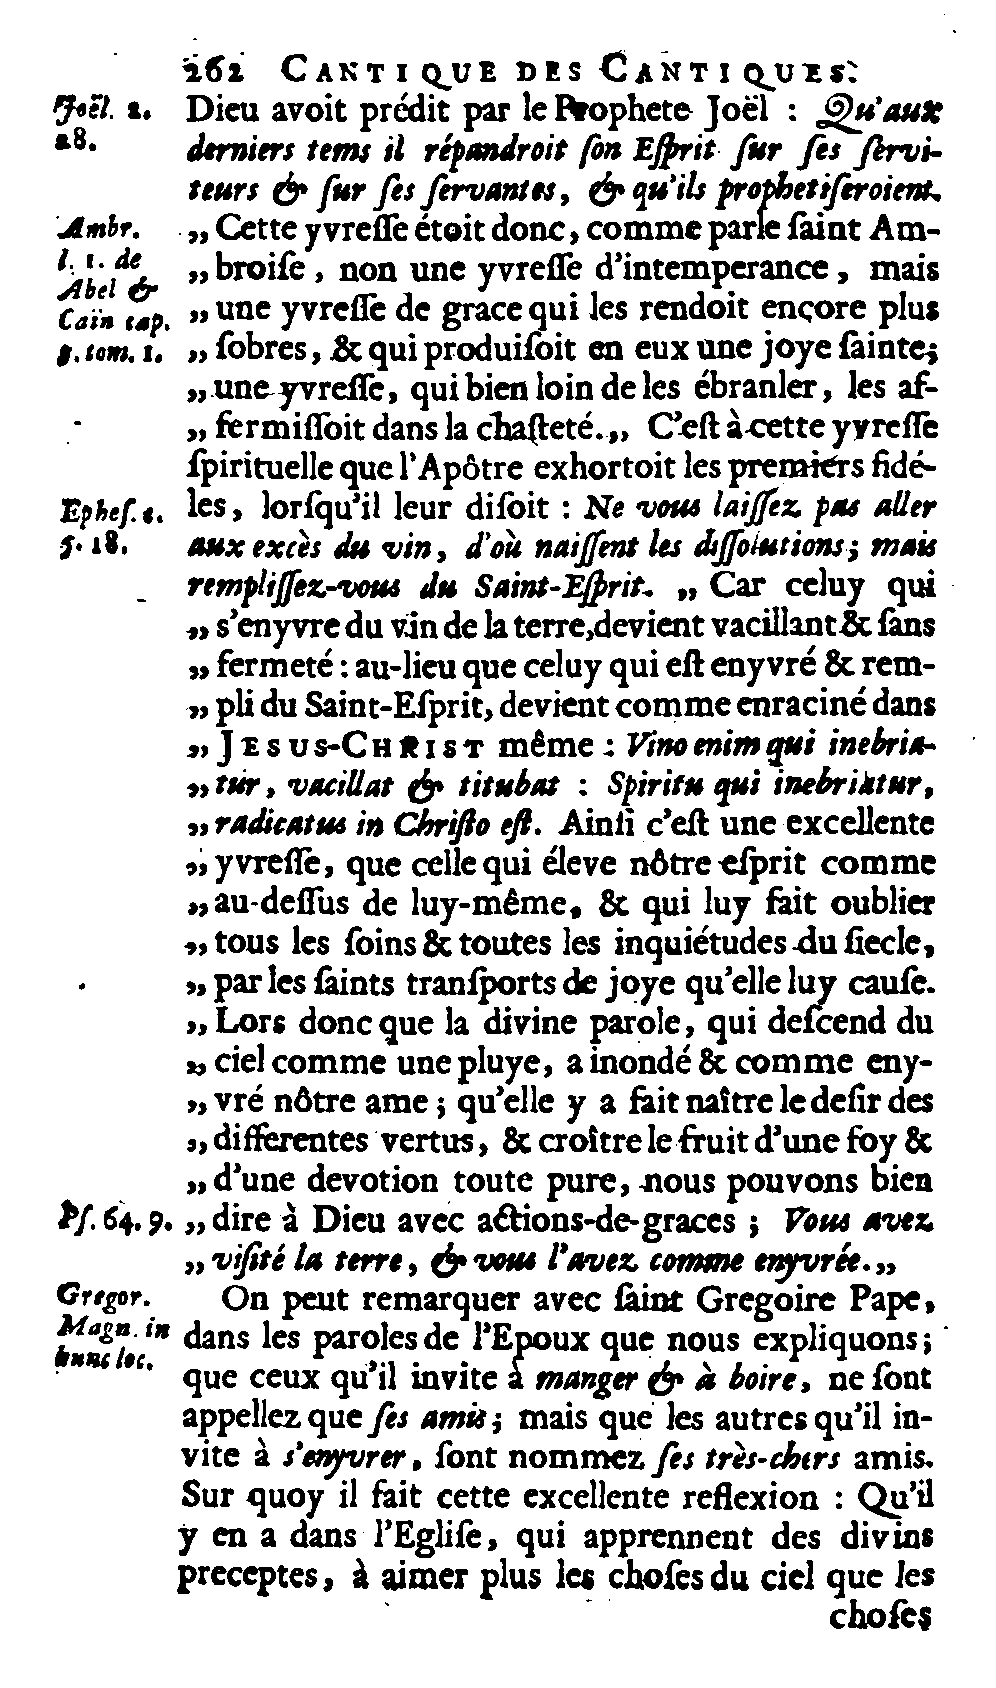 262 CANTIQUE DES CANTIQUES.
Joël. 2.
28.
Dieu avoit prédit par le Prophete Joël : Qu'aux
derniers tems il répandroit ſon Eſprit ſur ſes ſervi-
teurs & ſur ſes ſervantes, & qu'ils prophetiſeroient.
Ambr.
l. 1. de
Abel &
Caïn cap.
tom. 1.
„ Cette yvreſſe étoit donc, comme parle ſaint Am-
„ broiſe, non une yvreſſe d'intemperance, mais
„ une yvreſſe de grace qui les rendoit encore plus
„ ſobres, & qui produiſoit en eux une joye ſainte;
„ une yvreſſe, qui bien loin de les ébranler, les af-
„ fermiſſoit dans la chaſteté.„ C'eſt à cette yvreſſe
ſpirituelle que l'Apôtre exhortoit les premiers fidé-
Epheſ. c.
5. 18.
les, lorſqu'il leur diſoit : Ne vous laiſſez pas aller
aux excès du vin, d'où naiſſent les diſſolutions; mais
rempliſſez-vous du Saint-Eſprit. „ Car celuy qui
„ s'enyvre du vin de la terre, devient vacillant & ſans
„ fermeté : au-lieu que celuy qui eſt enyvré & rem-
„ pli du Saint-Eſprit, devient comme enraciné dans
„ JESUS-CHRIST même : Vino enim qui inebria-
„ tur, vacillat & titubat : Spiritu qui inebriatur,
„ radicatus in Chriſto eſt. Ainſi c'eſt une excellente
„ yvreſſe, que celle qui éleve nôtre eſprit comme
„ au-deſſus de luy-même, & qui luy fait oublier
„ tous les ſoins & toutes les inquiétudes du ſiecle,
„ par les ſaints tranſports de joye qu'elle luy cauſe.
„ Lors donc que la divine parole, qui deſcend du
„ ciel comme une pluye, a inondé & comme eny-
„ vré nôtre ame ; qu'elle y a fait naître le deſir des
„ differentes vertus, & croître le fruit d'une foy &
„ d'une devotion toute pure, nous pouvons bien
Pſ. 64. 9.
„ dire à Dieu avec actions-de-graces ; Vous avez
„ viſité la terre, & vous l'avez comme enyvrée.„
Gregor.
Magn. in
hunc loc.
On peut remarquer avec ſaint Gregoire Pape,
dans les paroles de l'Epoux que nous expliquons;
que ceux qu'il invite à manger & à boire, ne ſont
appellez que ſes amis; mais que les autres qu'il in-
vite à s'enyvrer, ſont nommez ſes très-chers amis.
Sur quoy il fait cette excellente reflexion : Qu'il
y en a dans l'Egliſe, qui apprennent des divins
preceptes, à aimer plus les choſes du ciel que les
choſes